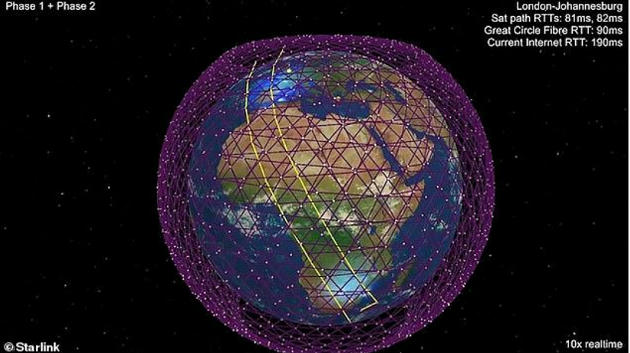 Phase 1 + Phase 2
London-Johannesburg
Sat path RTTs: 81ms, 82ms
Great Circle Fibre RTT: 90ms
Current Internet RTT: 190ms
© Starlink
10x realtime